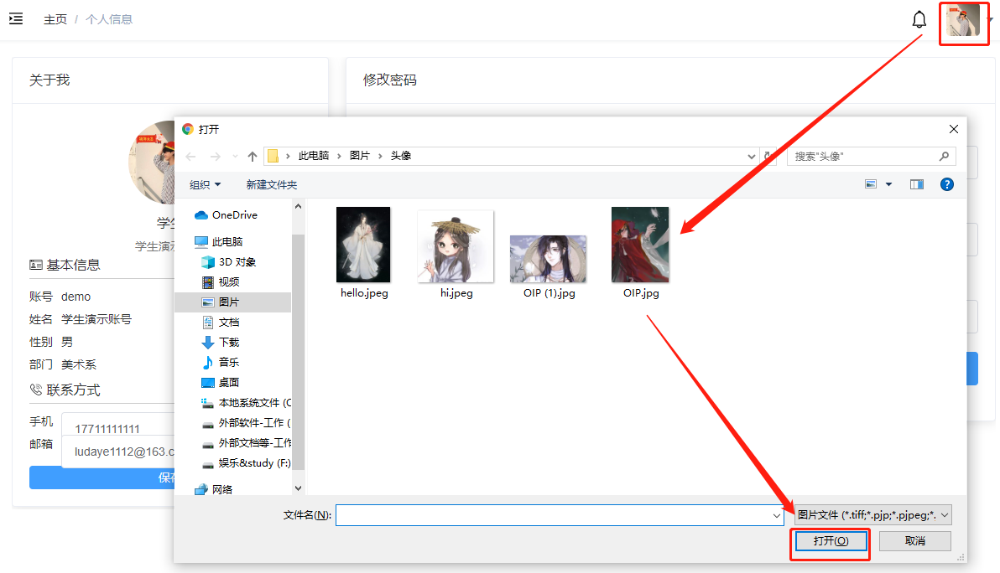 主页 / 个人信息
关于我
修改密码
打开
此电脑 › 图片 › 头像
搜索"头像"
组织
新建文件夹
OneDrive
此电脑
3D 对象
视频
图片
文档
下载
音乐
桌面
本地系统文件 (C
外部软件-工作 (
外部文档等-工作
娱乐&study (F:)
网络
hello.jpeg
hi.jpeg
OIP (1).jpg
OIP.jpg
学生
学生演示
基本信息
账号 demo
姓名 学生演示账号
性别 男
部门 美术系
联系方式
手机 17711111111
邮箱 ludaye1112@163.c
保存
文件名(N):
图片文件 (*.tiff;*.pjp;*.pjpeg;*.
打开(O)
取消